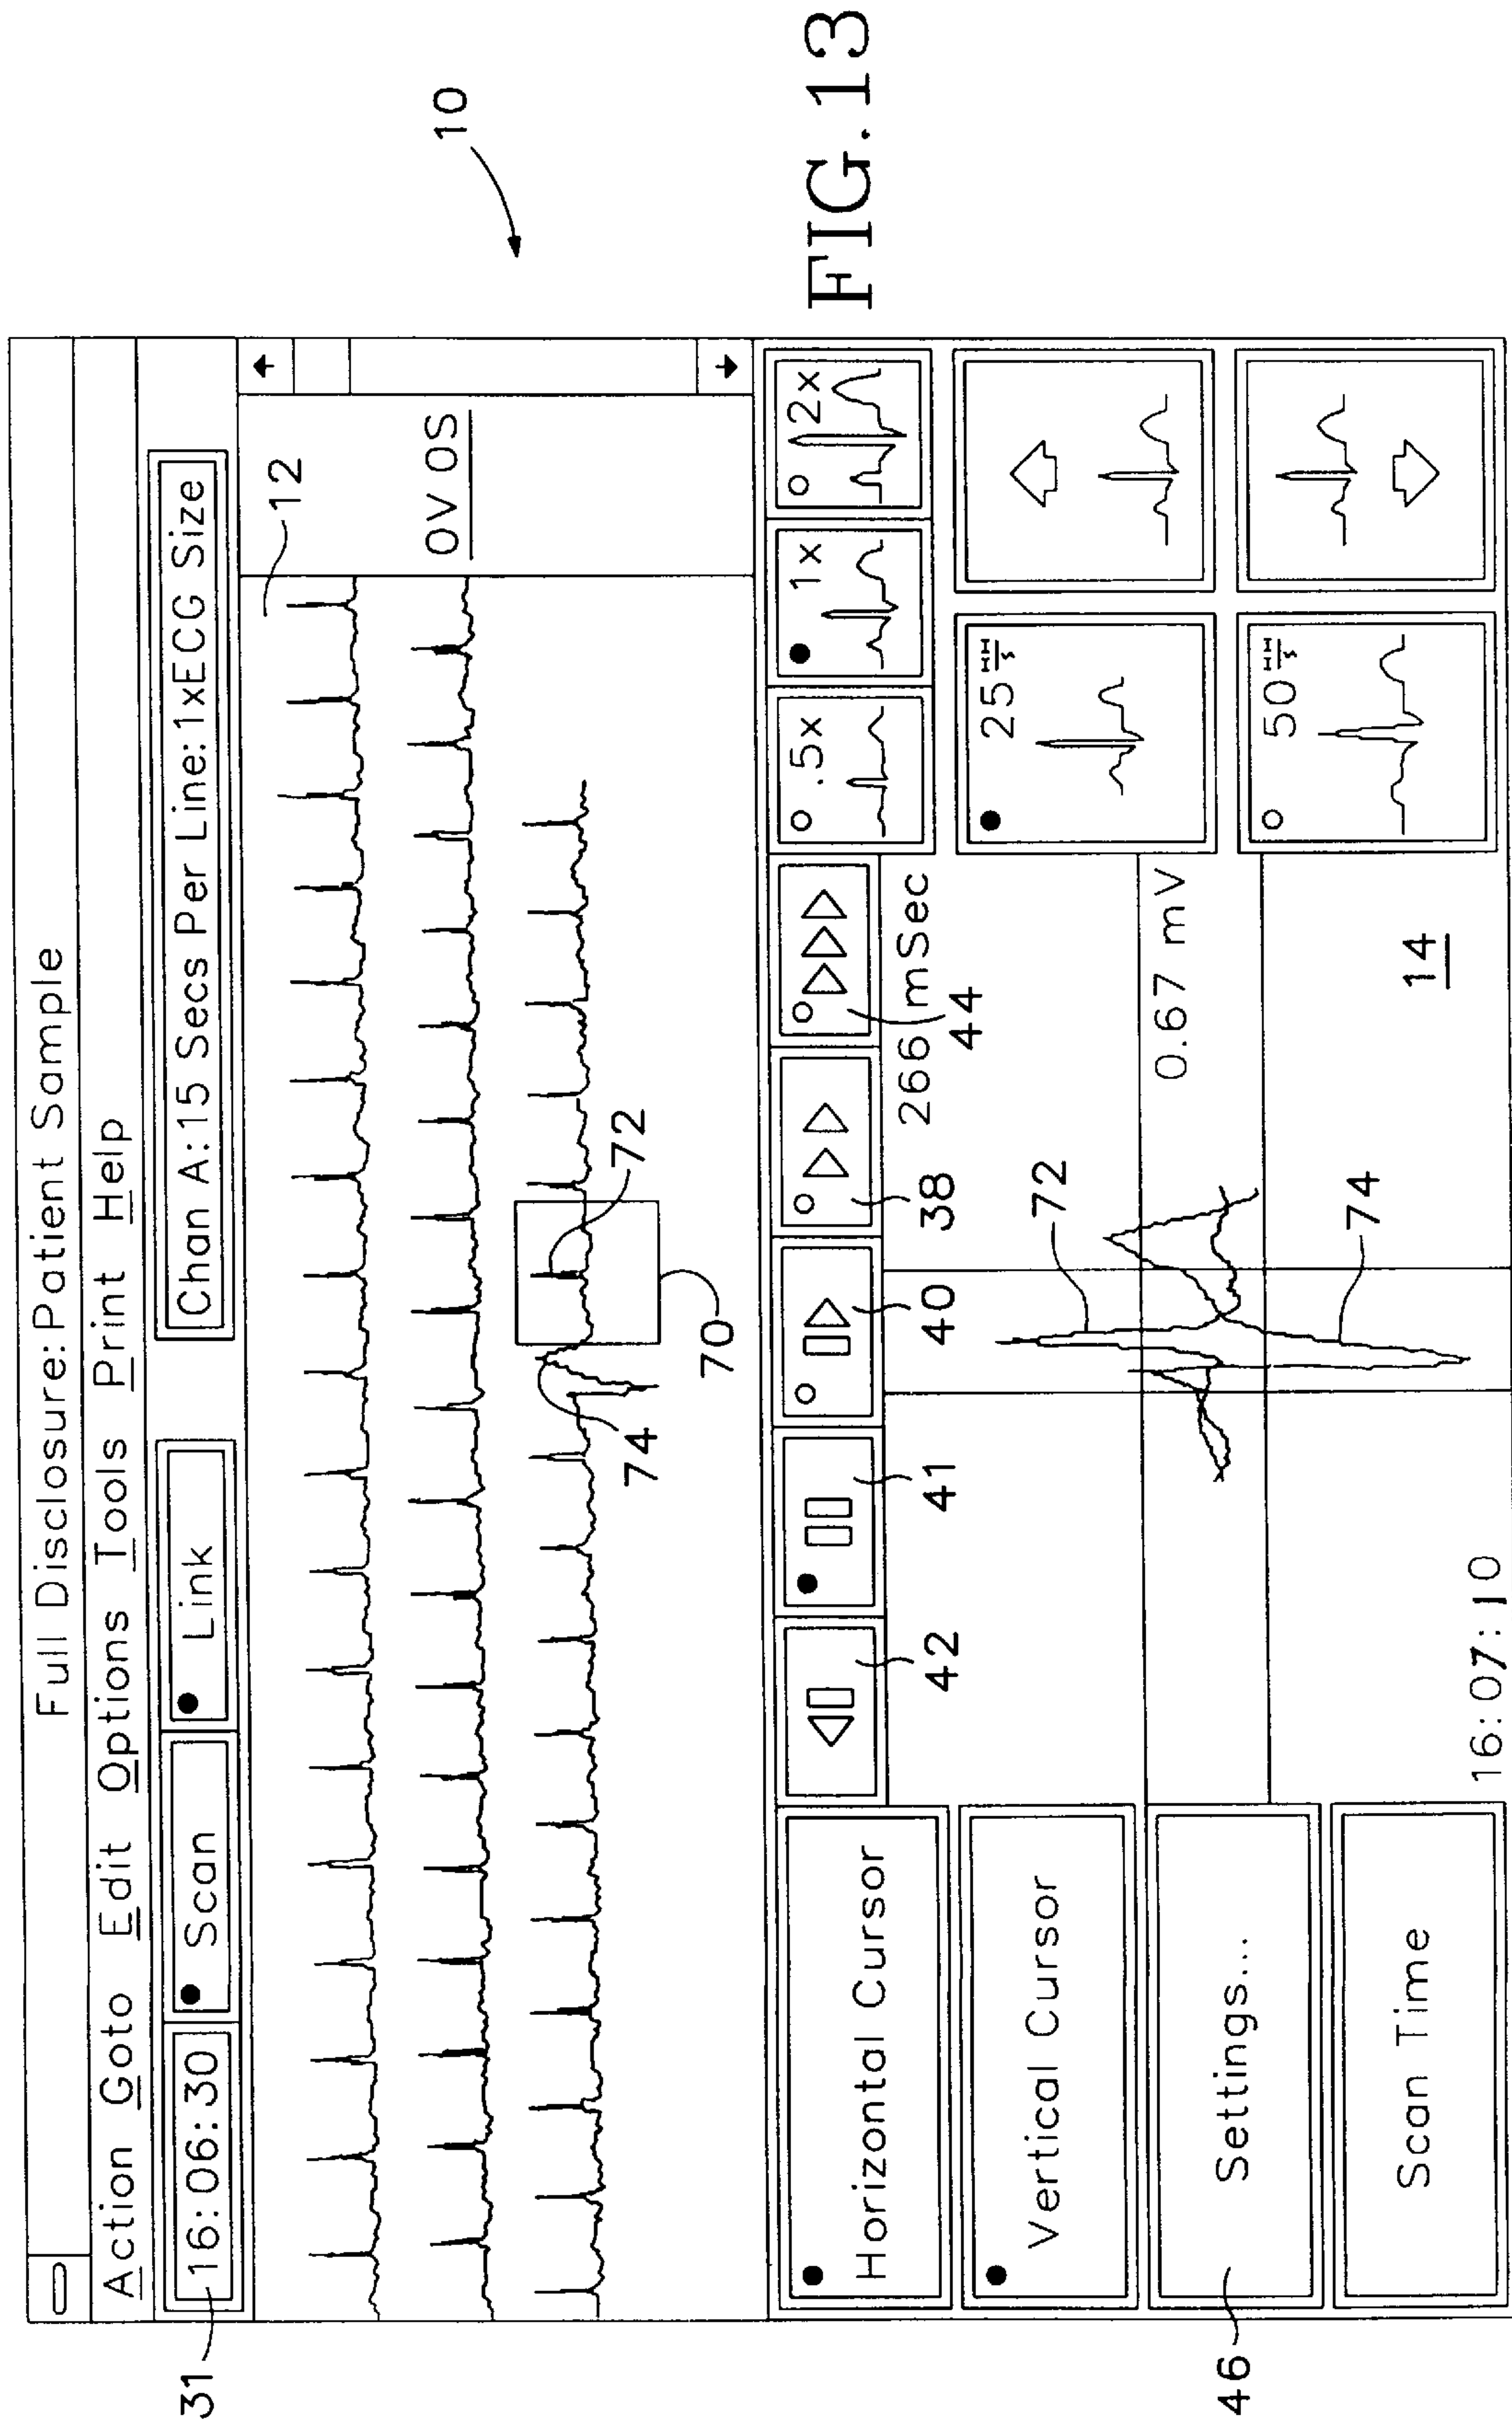 Full Disclosure: Patient Sample
Action Goto Edit Options Tools Print Help
31
16:06:30
Scan
Link
Chan A:15 Secs Per Line:1xECG Size
12
10
0V 0S
72
74
70
FIG.13
.5x
1x
2x
42
41
40
38
44
Horizontal Cursor
Vertical Cursor
46
Settings...
Scan Time
266 mSec
72
0.67 mV
74
14
16:07:10
25 MM/S
50 MM/S